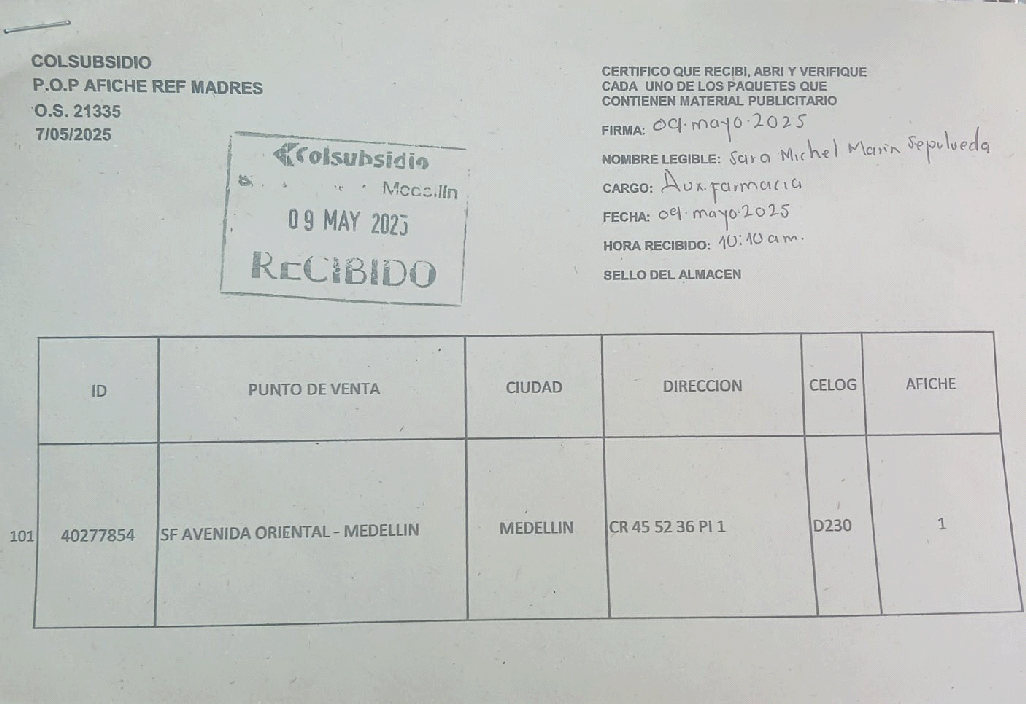 COLSUBSIDIO
P.O.P AFICHE REF MADRES
O.S. 21335
7/05/2025
Colsubsidio
Medellin
09 MAY 2025
RECIBIDO
CERTIFICO QUE RECIBI, ABRI Y VERIFIQUE
CADA UNO DE LOS PAQUETES QUE
CONTIENEN MATERIAL PUBLICITARIO
FIRMA: 09.mayo.2025
NOMBRE LEGIBLE: Sara Michel Marin Sepulveda
CARGO: Aux.farmacia
FECHA: 09.mayo.2025
HORA RECIBIDO: 10:10am.
SELLO DEL ALMACEN
ID PUNTO DE VENTA CIUDAD DIRECCION CELOG AFICHE
101 40277854 SF AVENIDA ORIENTAL - MEDELLIN MEDELLIN CR 45 52 36 PI 1 D230 1